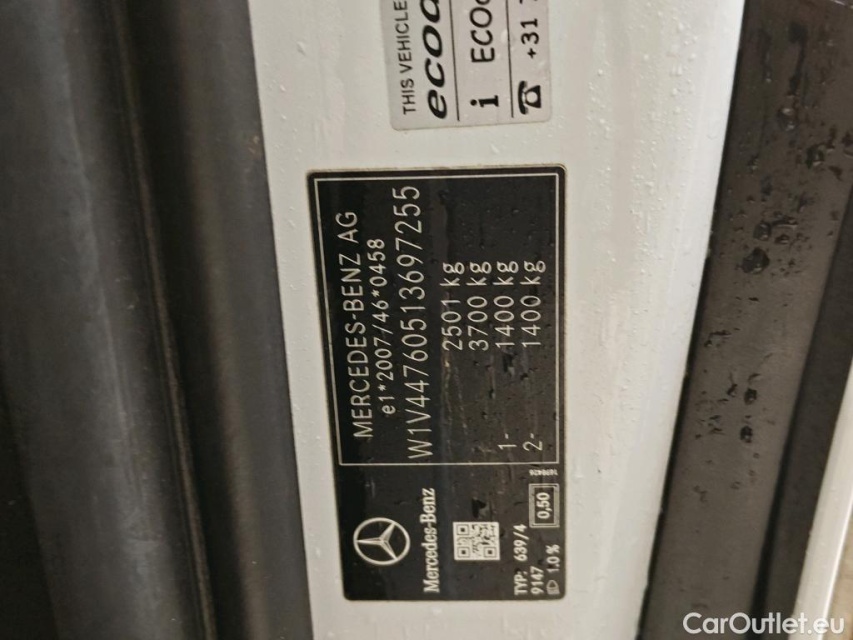 THIS VEHICLE
i ECO
+31
MERCEDES-BENZ AG
e1*2007/46*0458
W1V44760513697255
2501 kg
3700 kg
1- 1400 kg
2- 1400 kg
Mercedes-Benz
TYP: 639/4
9147
0,50
1.0 %
CarOutlet.eu